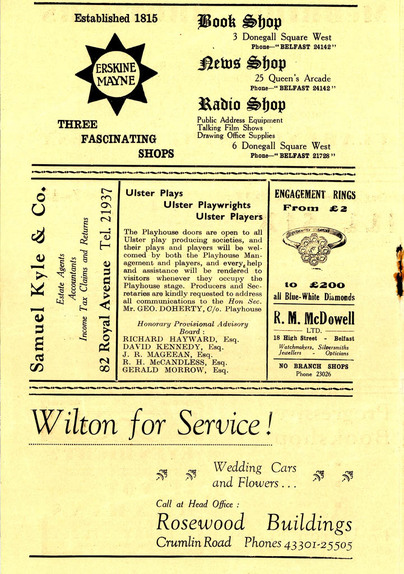 Established 1815
ERSKINE
MAYNE
THREE
FASCINATING
SHOPS
Book Shop
3 Donegall Square West
Phone—"BELFAST 24142"
News Shop
25 Queen's Arcade
Phone—"BELFAST 24142"
Radio Shop
Public Address Equipment
Talking Film Shows
Drawing Office Supplies
6 Donegall Square West
Phone—"BELFAST 21728"
Samuel Kyle & Co.
Estate Agents
Accountants
Income Tax Claims and Returns
82 Royal Avenue Tel. 21937
Ulster Plays
Ulster Playwrights
Ulster Players
The Playhouse doors are open to all
Ulster play producing societies, and
their plays and players will be wel-
comed by both the Playhouse Man-
agement and players, and every help
and assistance will be rendered to
visitors whenever they occupy the
Playhouse stage. Producers and Sec-
retaries are kindly requested to address
all communications to the Hon. Sec.
Mr. GEO. DOHERTY, C/o. Playhouse
Honorary Provisional Advisory
Board :
RICHARD HAYWARD, Esq.
DAVID KENNEDY, Esq.
J. R. MAGEEAN, Esq.
R. H. McCANDLESS, Esq.
GERALD MORROW, Esq.
ENGAGEMENT RINGS
From £2
to £200
all Blue-White Diamonds
R. M. McDowell
LTD.
18 High Street - Belfast
Watchmakers, Silversmiths
Jewellers - Opticians
NO BRANCH SHOPS
Phone 23026
Wilton for Service!
Wedding Cars
and Flowers...
Call at Head Office :
Rosewood Buildings
Crumlin Road Phones 43301-25505